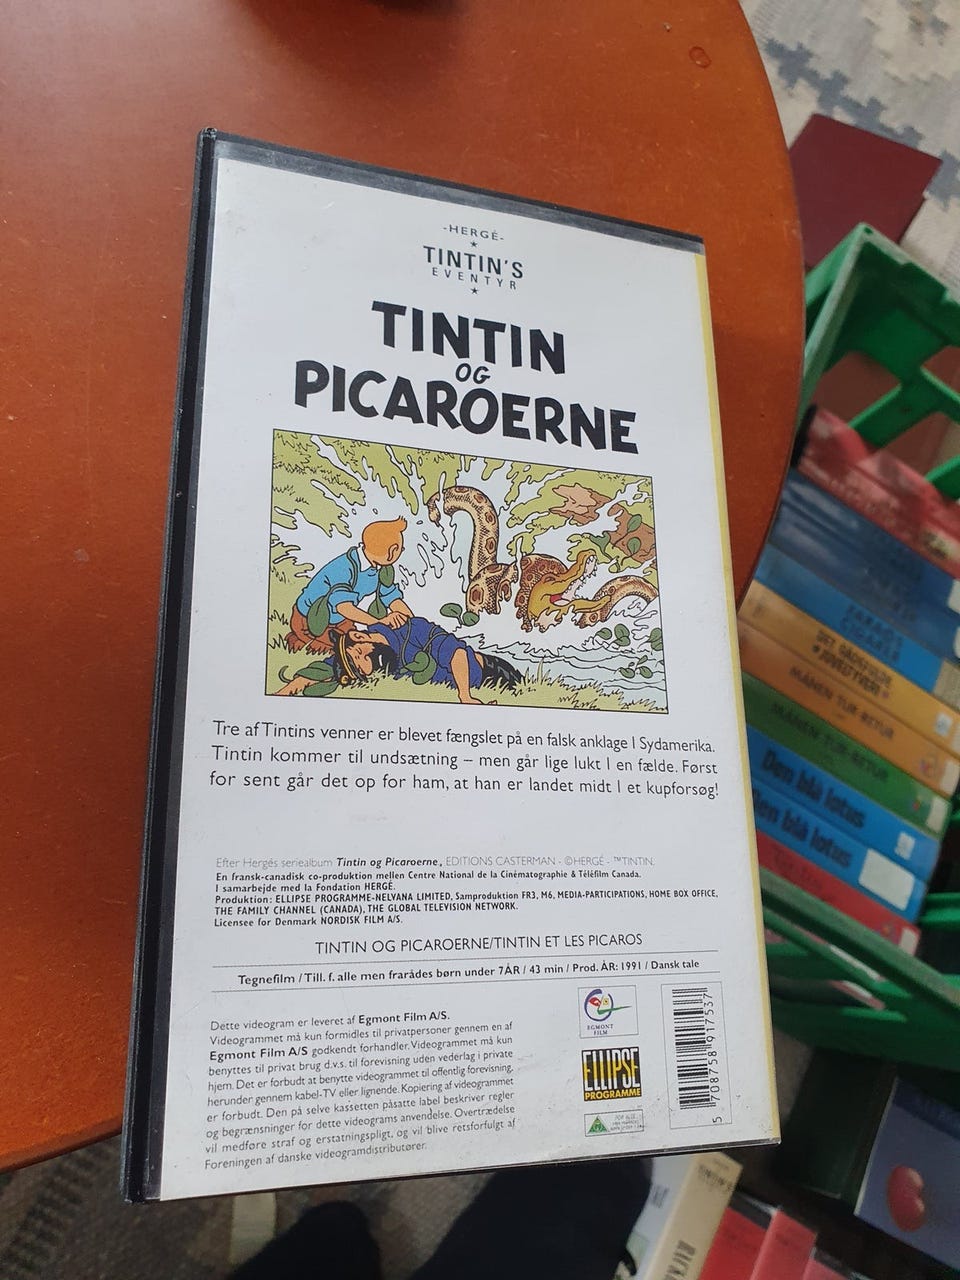 -HERGÉ-
TINTIN'S
EVENTYR
TINTIN
OG
PICAROERNE
Tre af Tintins venner er blevet fængslet på en falsk anklage I Sydamerika.
Tintin kommer til undsætning – men går lige lukt I en fælde. Først
for sent går det op for ham, at han er landet midt I et kupforsøg!
Efter Hergés seriealbum Tintin og Picaroerne, EDITIONS CASTERMAN - ©HERGÉ - ™TINTIN.
En fransk-canadisk co-produktion mellen Centre National de la Cinématographie & Téléfilm Canada.
I samarbejde med la Fondation HERGÉ.
Produktion: ELLIPSE PROGRAMME-NELVANA LIMITED, Samproduktion FR3, M6, MEDIA-PARTICIPATIONS, HOME BOX OFFICE,
THE FAMILY CHANNEL (CANADA), THE GLOBAL TELEVISION NETWORK.
Licensee for Denmark NORDISK FILM A/S.
TINTIN OG PICAROERNE/TINTIN ET LES PICAROS
Tegnefilm / Till. f. alle men frarådes børn under 7ÅR / 43 min / Prod. ÅR: 1991 / Dansk tale
Dette videogram er leveret af Egmont Film A/S.
Videogrammet må kun formidles til privatpersoner gennem en af
Egmont Film A/S godkendt forhandler. Videogrammet må kun
benyttes til privat brug d.v.s. til forevisning uden vederlag i private
hjem. Det er forbudt at benytte videogrammet til offentlig forevisning,
herunder gennem kabel-TV eller lignende. Kopiering af videogrammet
er forbudt. Den på selve kassetten påsatte label beskriver regler
og begrænsninger for dette videograms anvendelse. Overtrædelse
vil medføre straf og erstatningspligt, og vil blive retsforfulgt af
Foreningen af danske videogramdistributører.
EGMONT
FILM
ELLIPSE
PROGRAMME
5 708758 917537
FARAOS
CIGARER
DET GÅDEFULDE
JUVELTYVERI
MÅNEN TUR-RETUR
MÅNEN TUR-RETUR
Den blå lotus
Den blå lotus
TINTIN'S